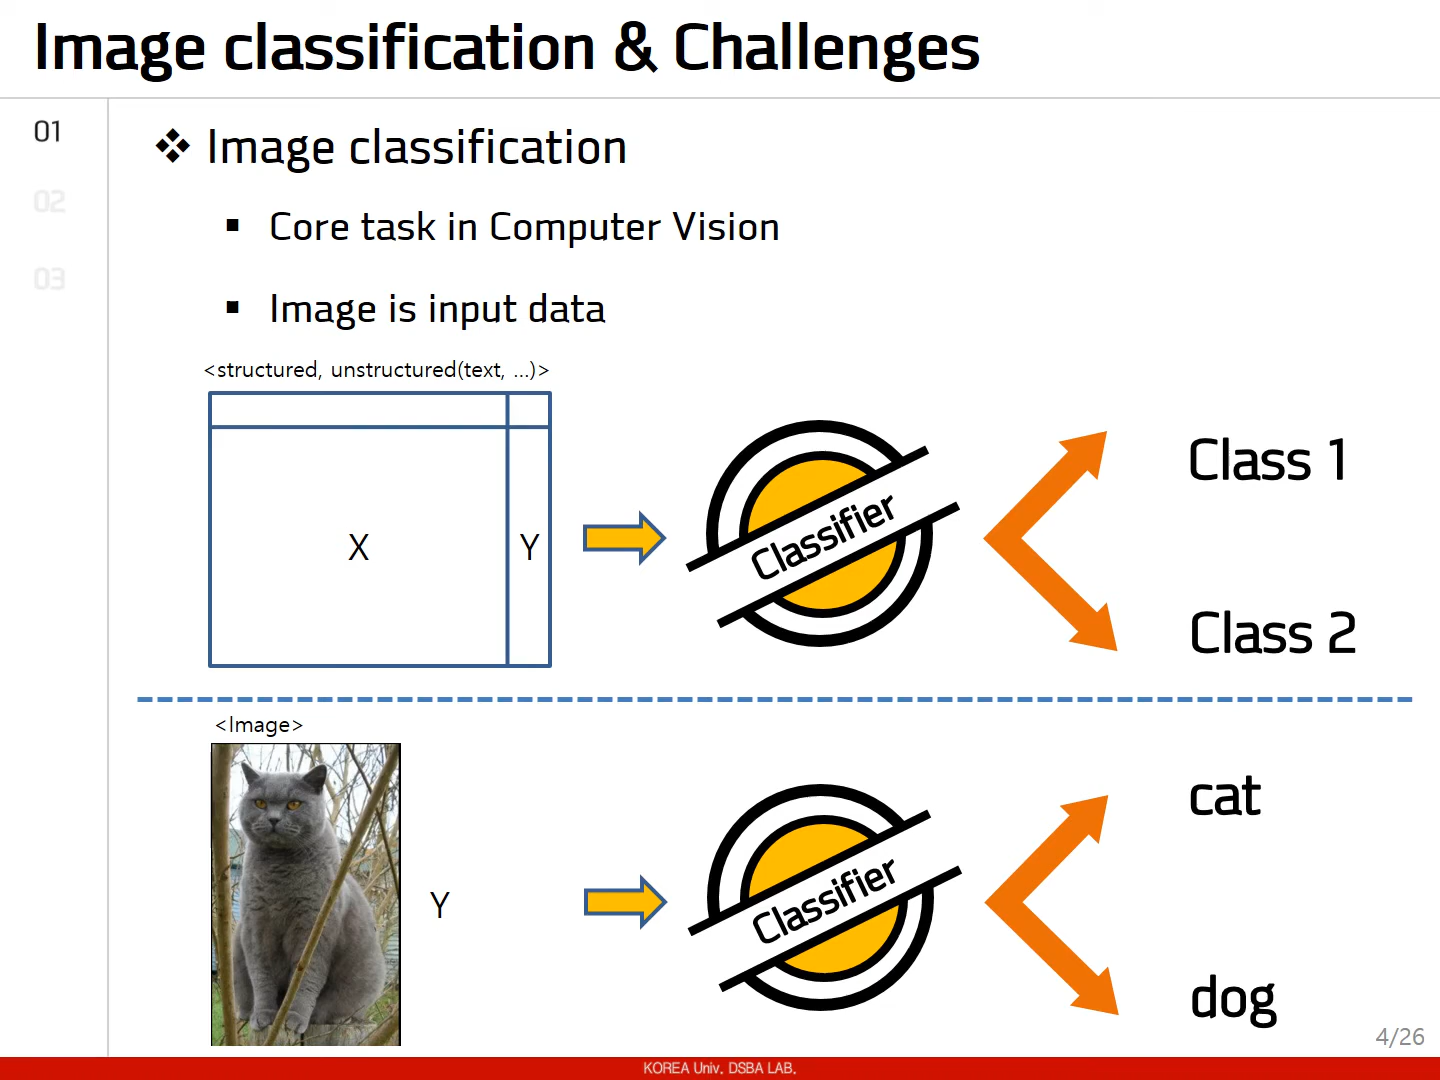 Image classification & Challenges
01
02
03
❖ Image classification
▪ Core task in Computer Vision
▪ Image is input data
<structured, unstructured(text, ...)>
X
Y
Classifier
Class 1
Class 2
<Image>
Y
Classifier
cat
dog
4/26
KOREA Univ. DSBA LAB.